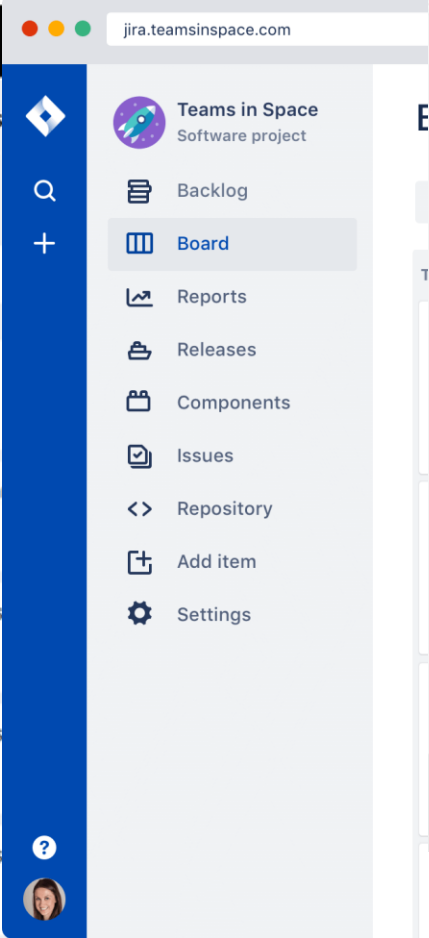 jira.teamsinspace.com
Teams in Space
Software project
Backlog
Board
Reports
Releases
Components
Issues
Repository
Add item
Settings
?